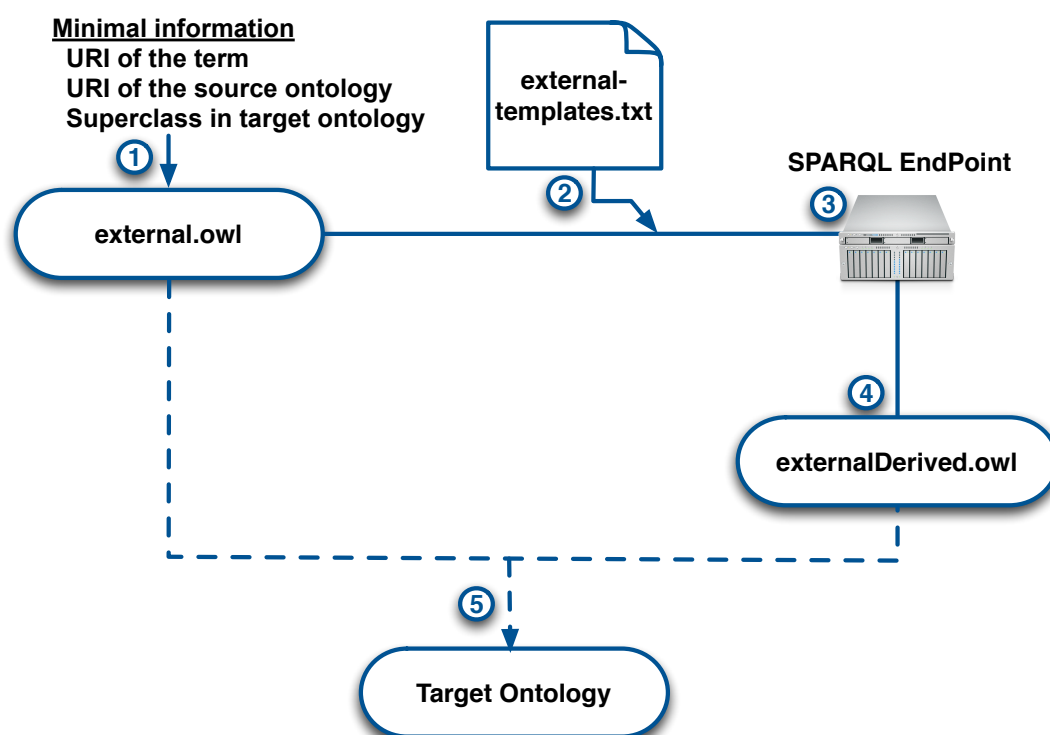 Minimal information
URI of the term
URI of the source ontology
Superclass in target ontology
external-
templates.txt
1
2
SPARQL EndPoint
3
external.owl
4
externalDerived.owl
5
Target Ontology